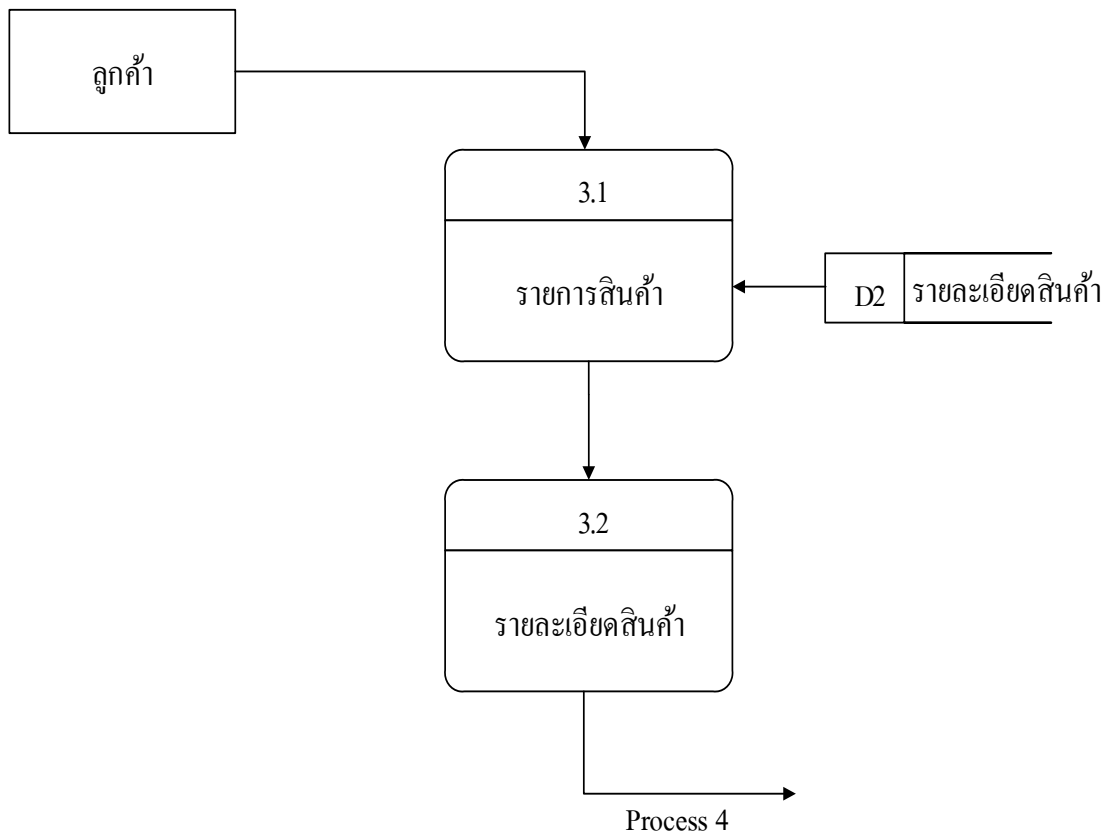 ลูกค้า
3.1
รายการสินค้า
D2 รายละเอียดสินค้า
3.2
รายละเอียดสินค้า
Process 4